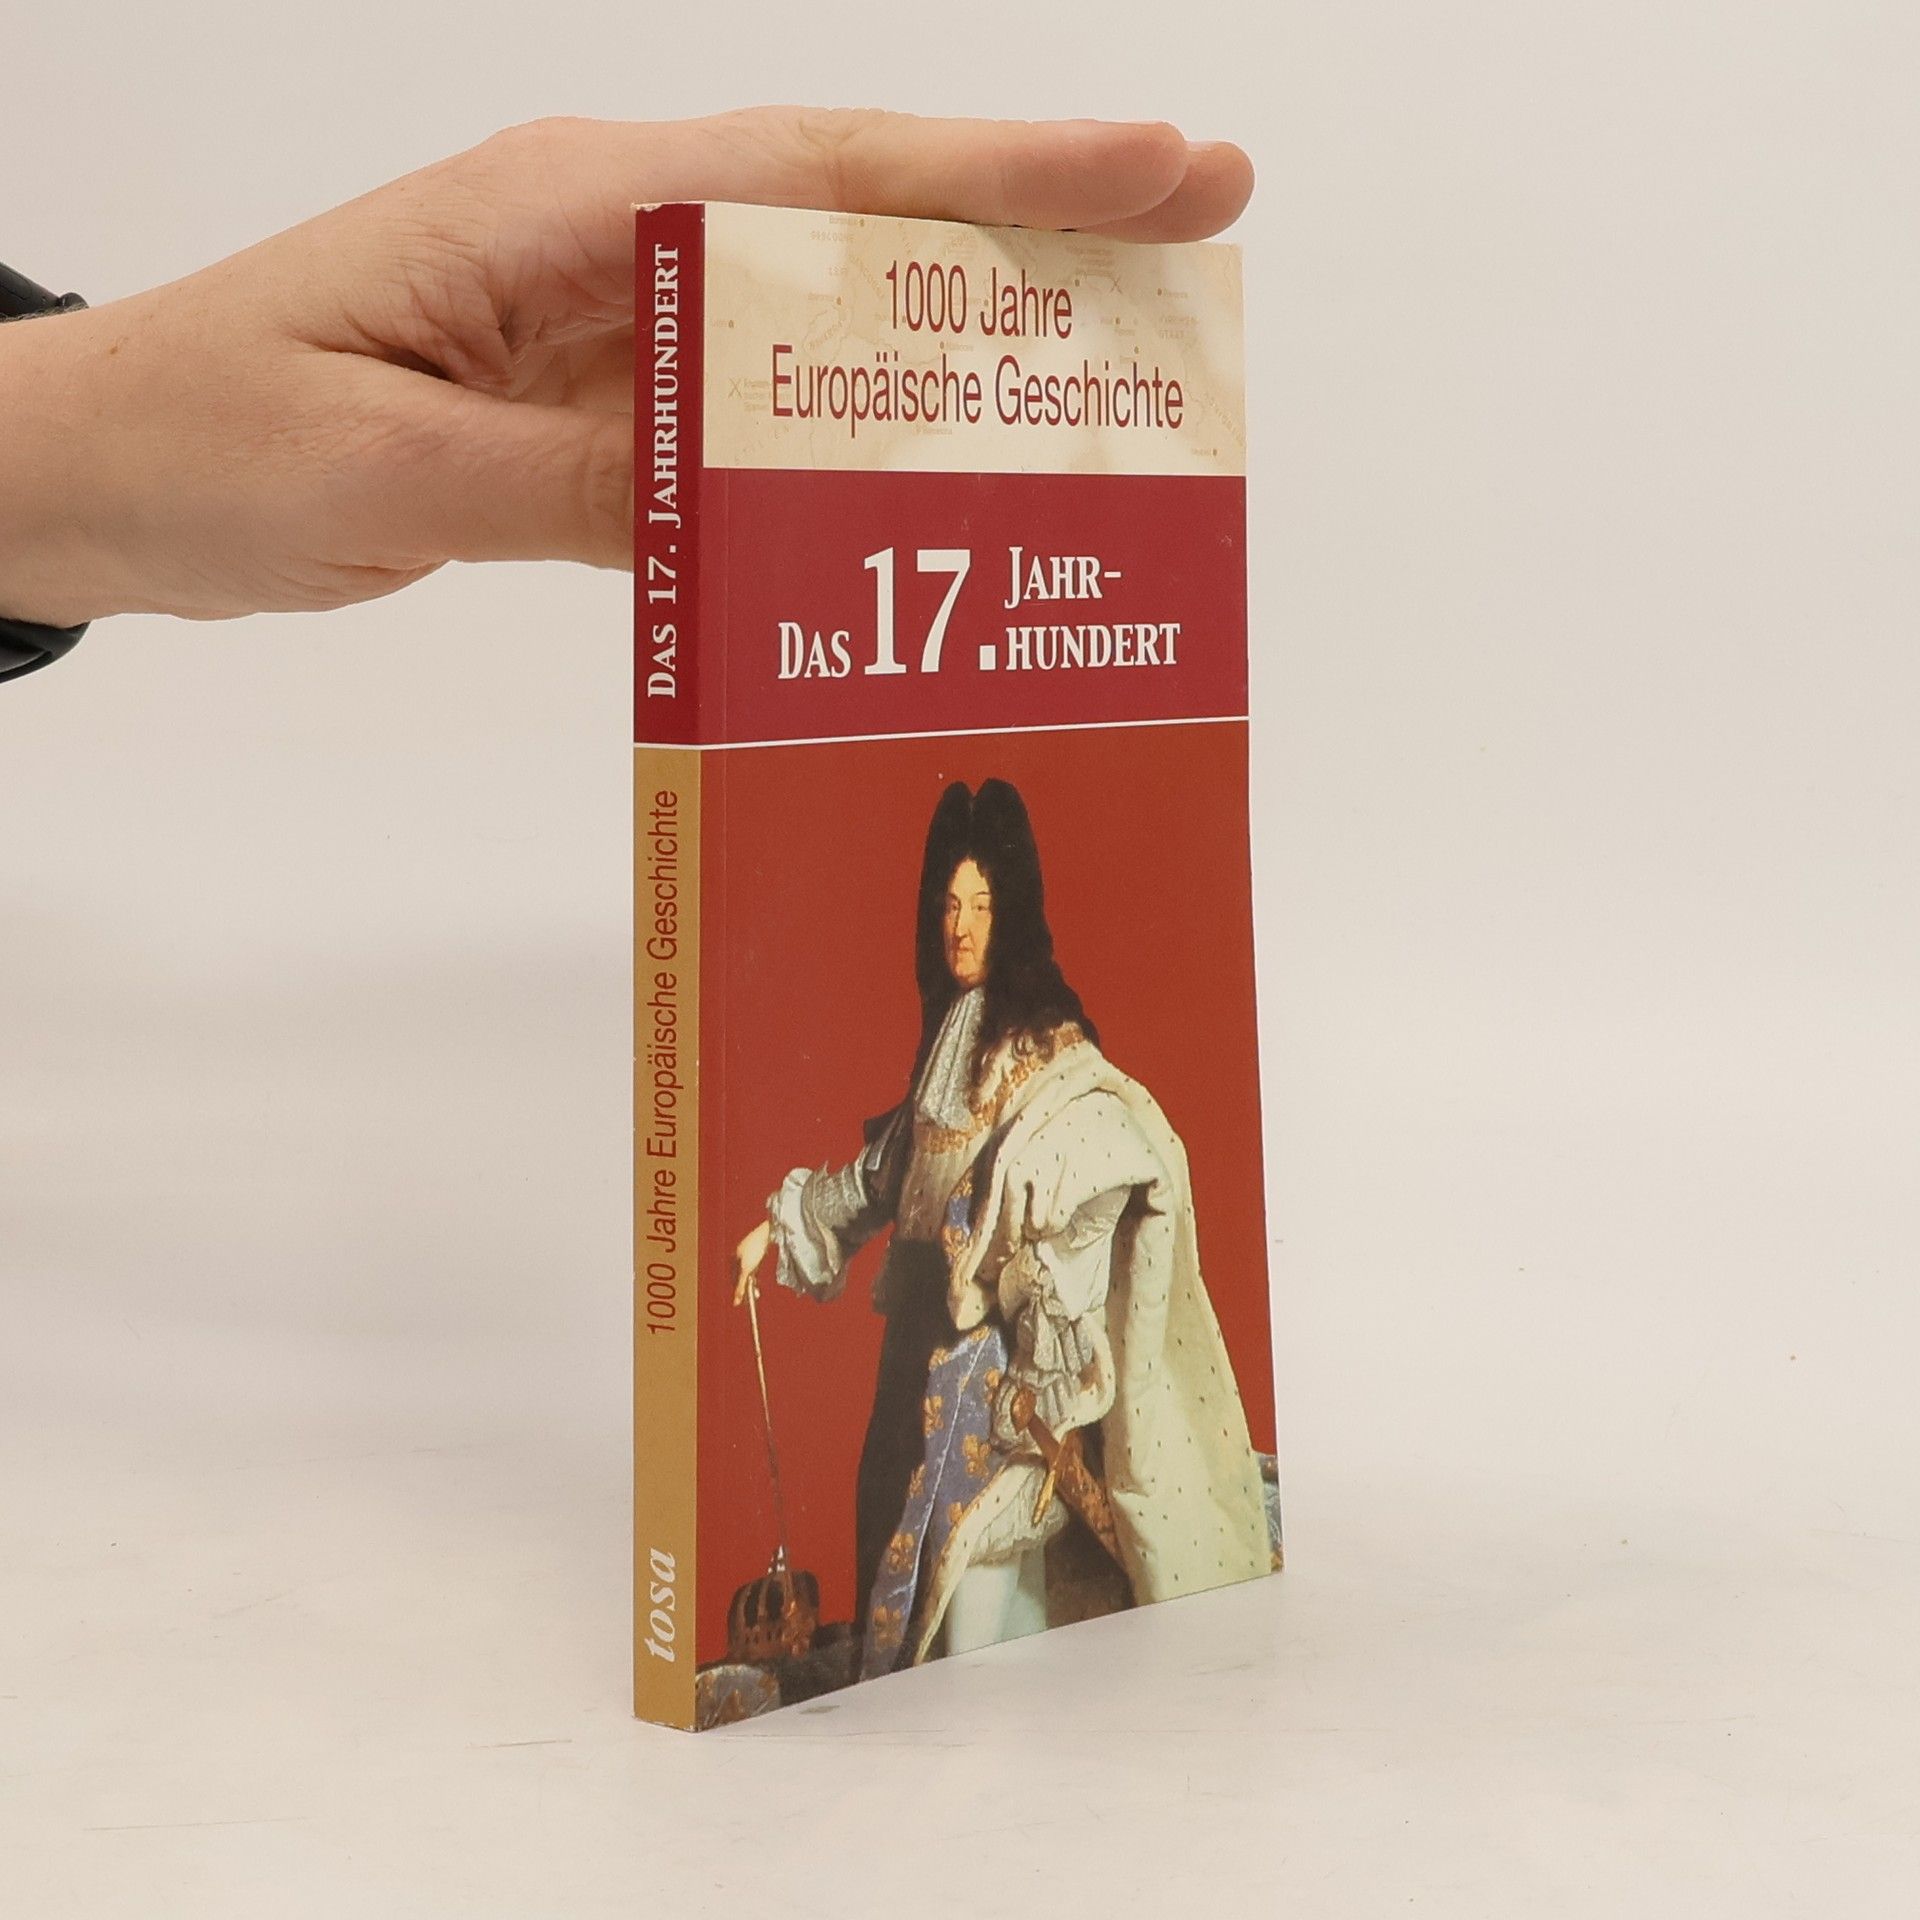 1000 Jahre
Europäische Geschichte
DAS 17. JAHR-
HUNDERT
DAS 17. JAHRHUNDERT
1000 Jahre Europäische Geschichte
tosa